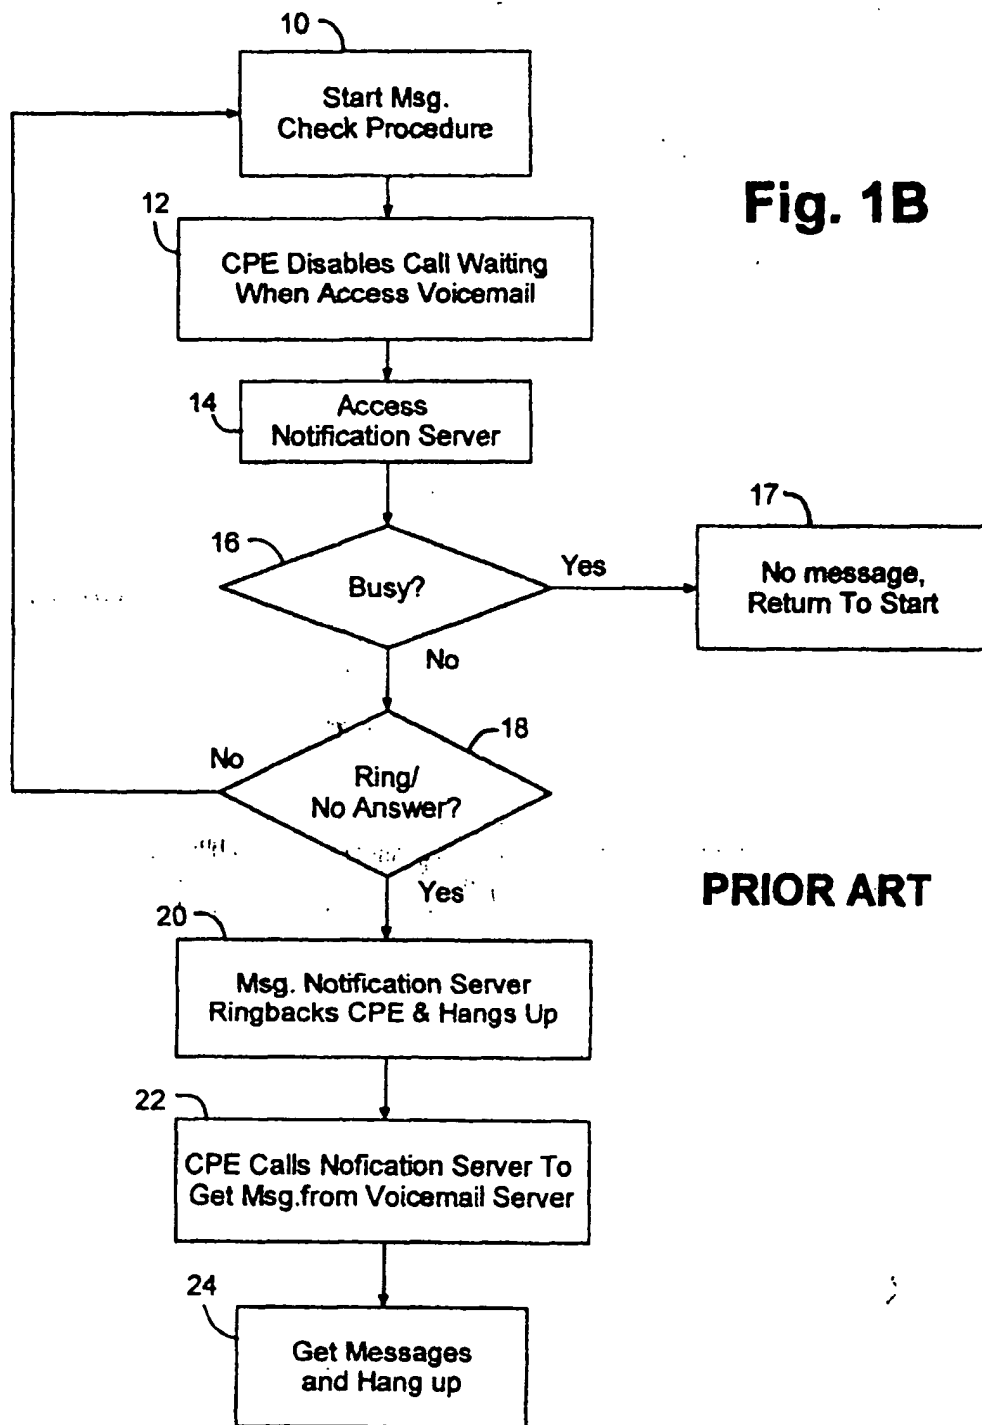 10
Start Msg.
Check Procedure
Fig. 1B
12
CPE Disables Call Waiting
When Access Voicemail
14
Access
Notification Server
16
Busy?
Yes
17
No message,
Return To Start
No
18
No
Ring/
No Answer?
Yes
PRIOR ART
20
Msg. Notification Server
Ringbacks CPE & Hangs Up
22
CPE Calls Nofication Server To
Get Msg.from Voicemail Server
24
Get Messages
and Hang up